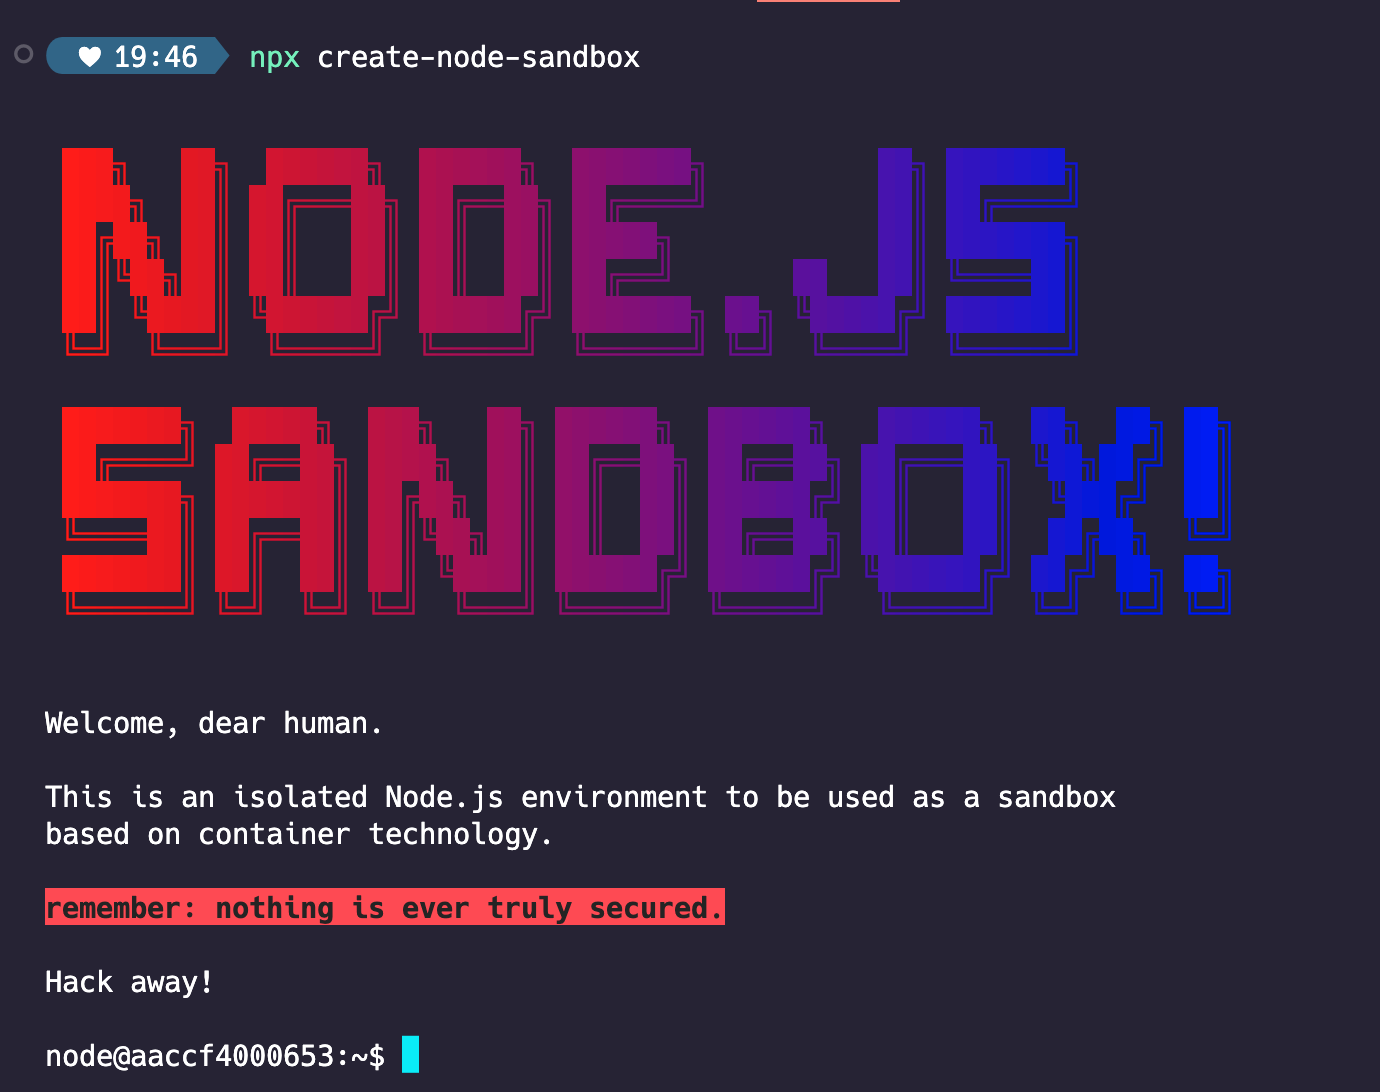 19:46 npx create-node-sandbox
NODE.JS
SANDBOX!
Welcome, dear human.
This is an isolated Node.js environment to be used as a sandbox
based on container technology.
remember: nothing is ever truly secured.
Hack away!
node@aaccf4000653:~$